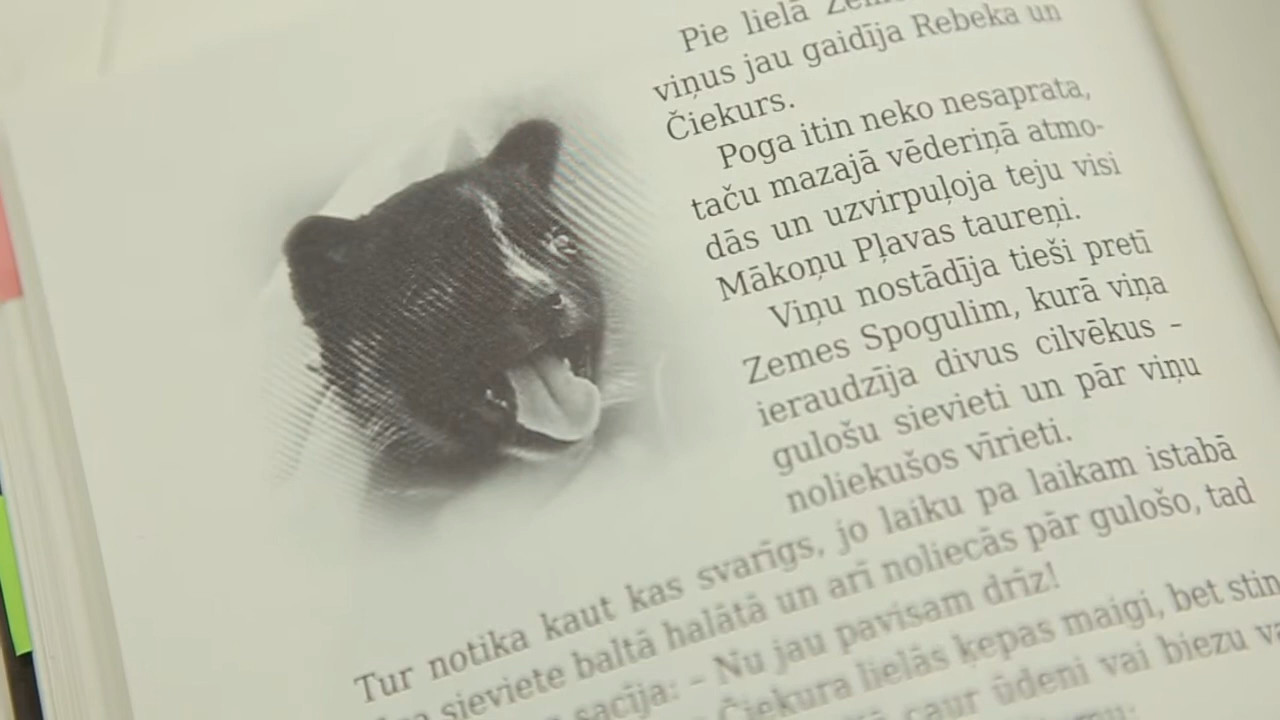 Pie lielā
viņus jau gaidīja Rebeka un
Čiekurs.
Poga itin neko nesaprata,
taču mazajā vēderiņā atmo-
dās un uzvirpuļoja teju visi
Mākoņu Pļavas taureņi.
Viņu nostādīja tieši pretī
Zemes Spogulim, kurā viņa
ieraudzīja divus cilvēkus –
gulošu sievieti un pār viņu
noliekušos vīrieti.
Tur notika kaut kas svarīgs, jo laiku pa laikam istabā
sieviete baltā halātā un arī noliecās pār gulošo, tad
sacīja: – Nu jau pavisam drīz!
Čiekura lielās ķepas maigi, bet
caur ūdeni vai biezu